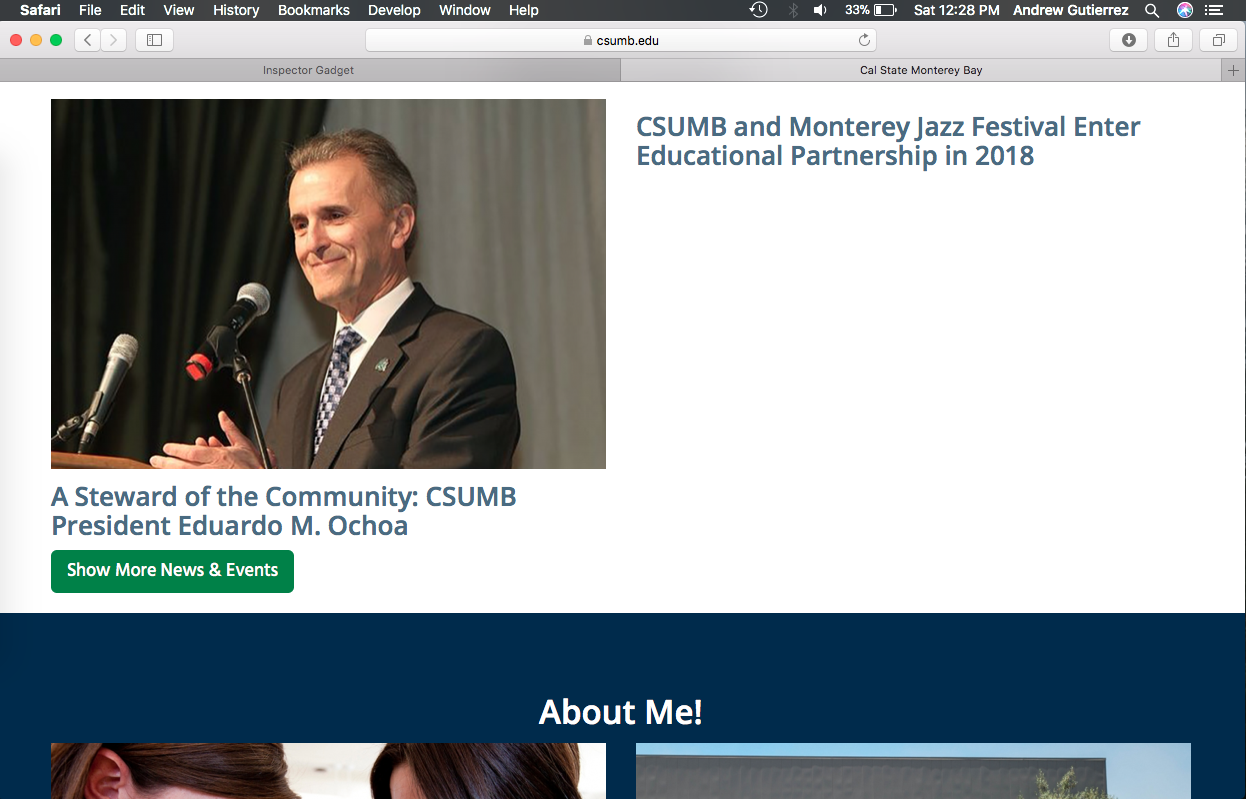 Safari File Edit View History Bookmarks Develop Window Help 33% Sat 12:28 PM Andrew Gutierrez
csumb.edu
Inspector Gadget
Cal State Monterey Bay
CSUMB and Monterey Jazz Festival Enter
Educational Partnership in 2018
A Steward of the Community: CSUMB
President Eduardo M. Ochoa
Show More News & Events
About Me!